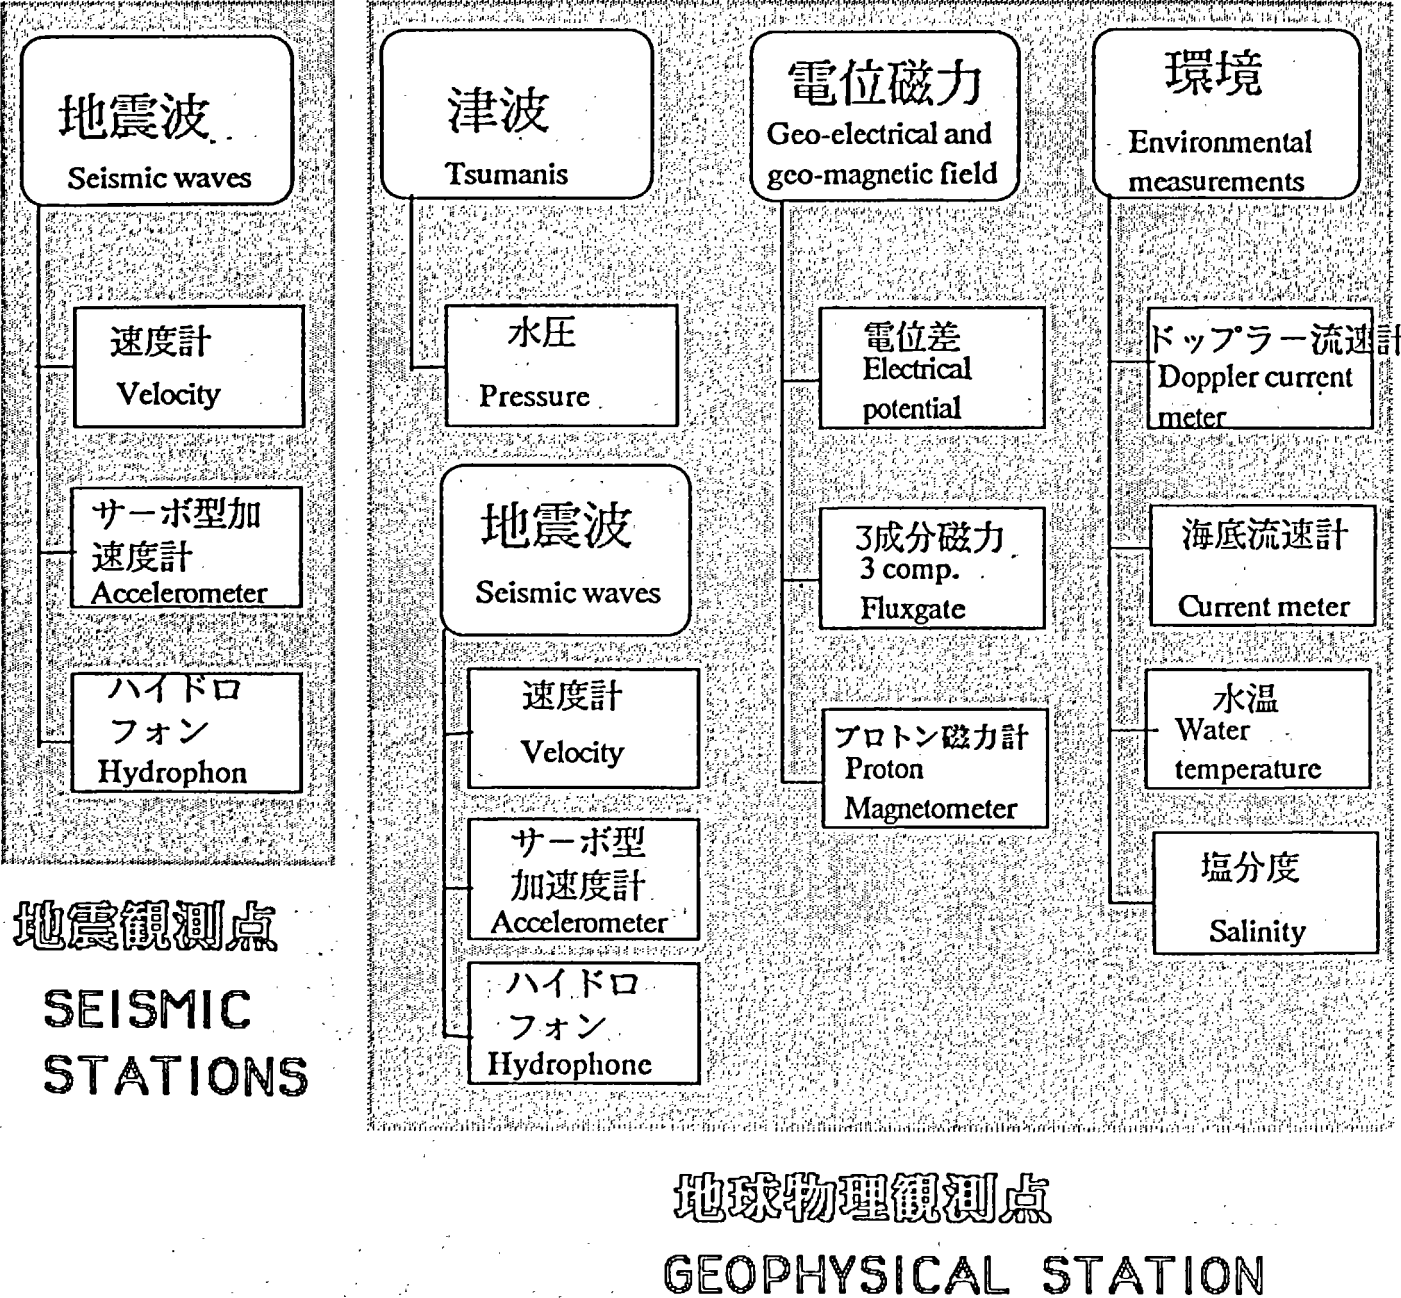 地震波
Seismic waves
速度計
Velocity
サーボ型加
速度計
Accelerometer
ハイドロ
フォン
Hydrophon
地震観測点
SEISMIC
STATIONS
津波
Tsumanis
水圧
Pressure
地震波
Seismic waves
速度計
Velocity
サーボ型
加速度計
Accelerometer
ハイドロ
フォン
Hydrophone
電位磁力
Geo-electrical and
geo-magnetic field
電位差
Electrical
potential
3成分磁力
3 comp.
Fluxgate
プロトン磁力計
Proton
Magnetometer
環境
Environmental
measurements
ドップラー流速計
Doppler current
meter
海底流速計
Current meter
水温
Water
temperature
塩分度
Salinity
地球物理観測点
GEOPHYSICAL STATION